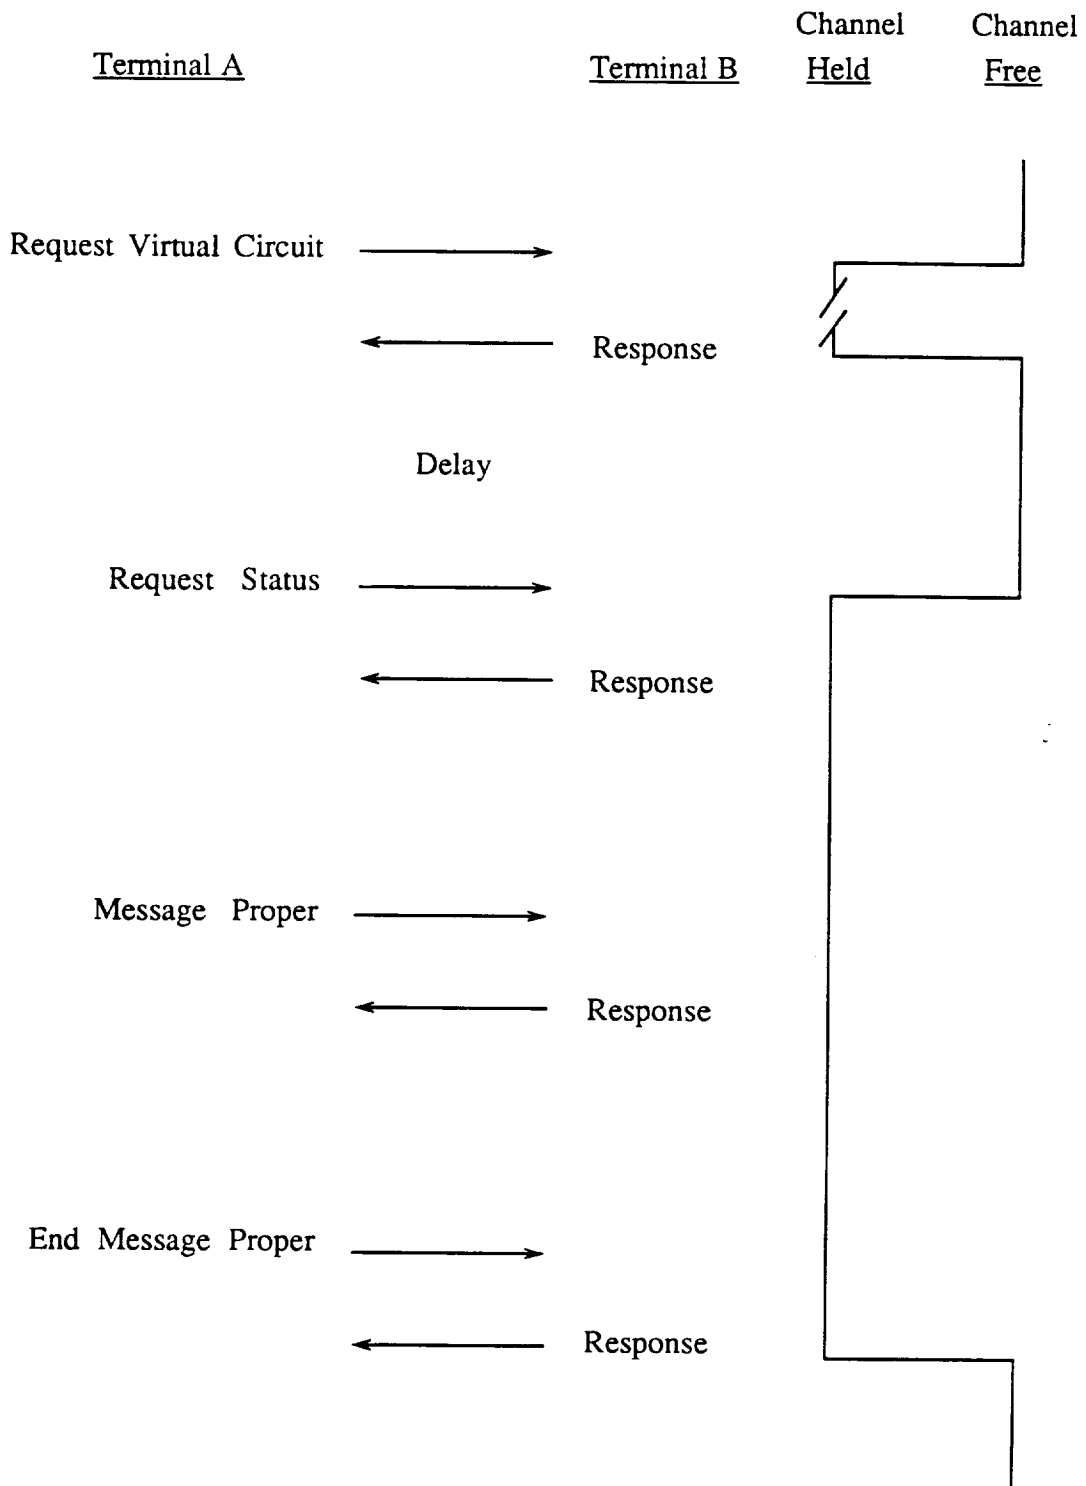 Terminal A
Terminal B
Channel Held
Channel Free
Request Virtual Circuit
Response
Delay
Request Status
Response
Message Proper
Response
End Message Proper
Response